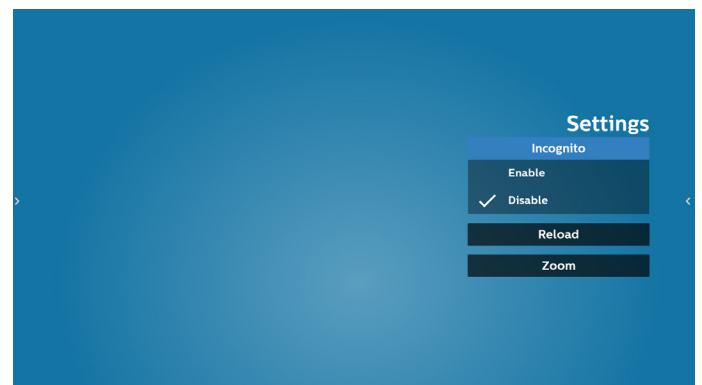 Settings
Incognito
Enable
Disable
Reload
Zoom